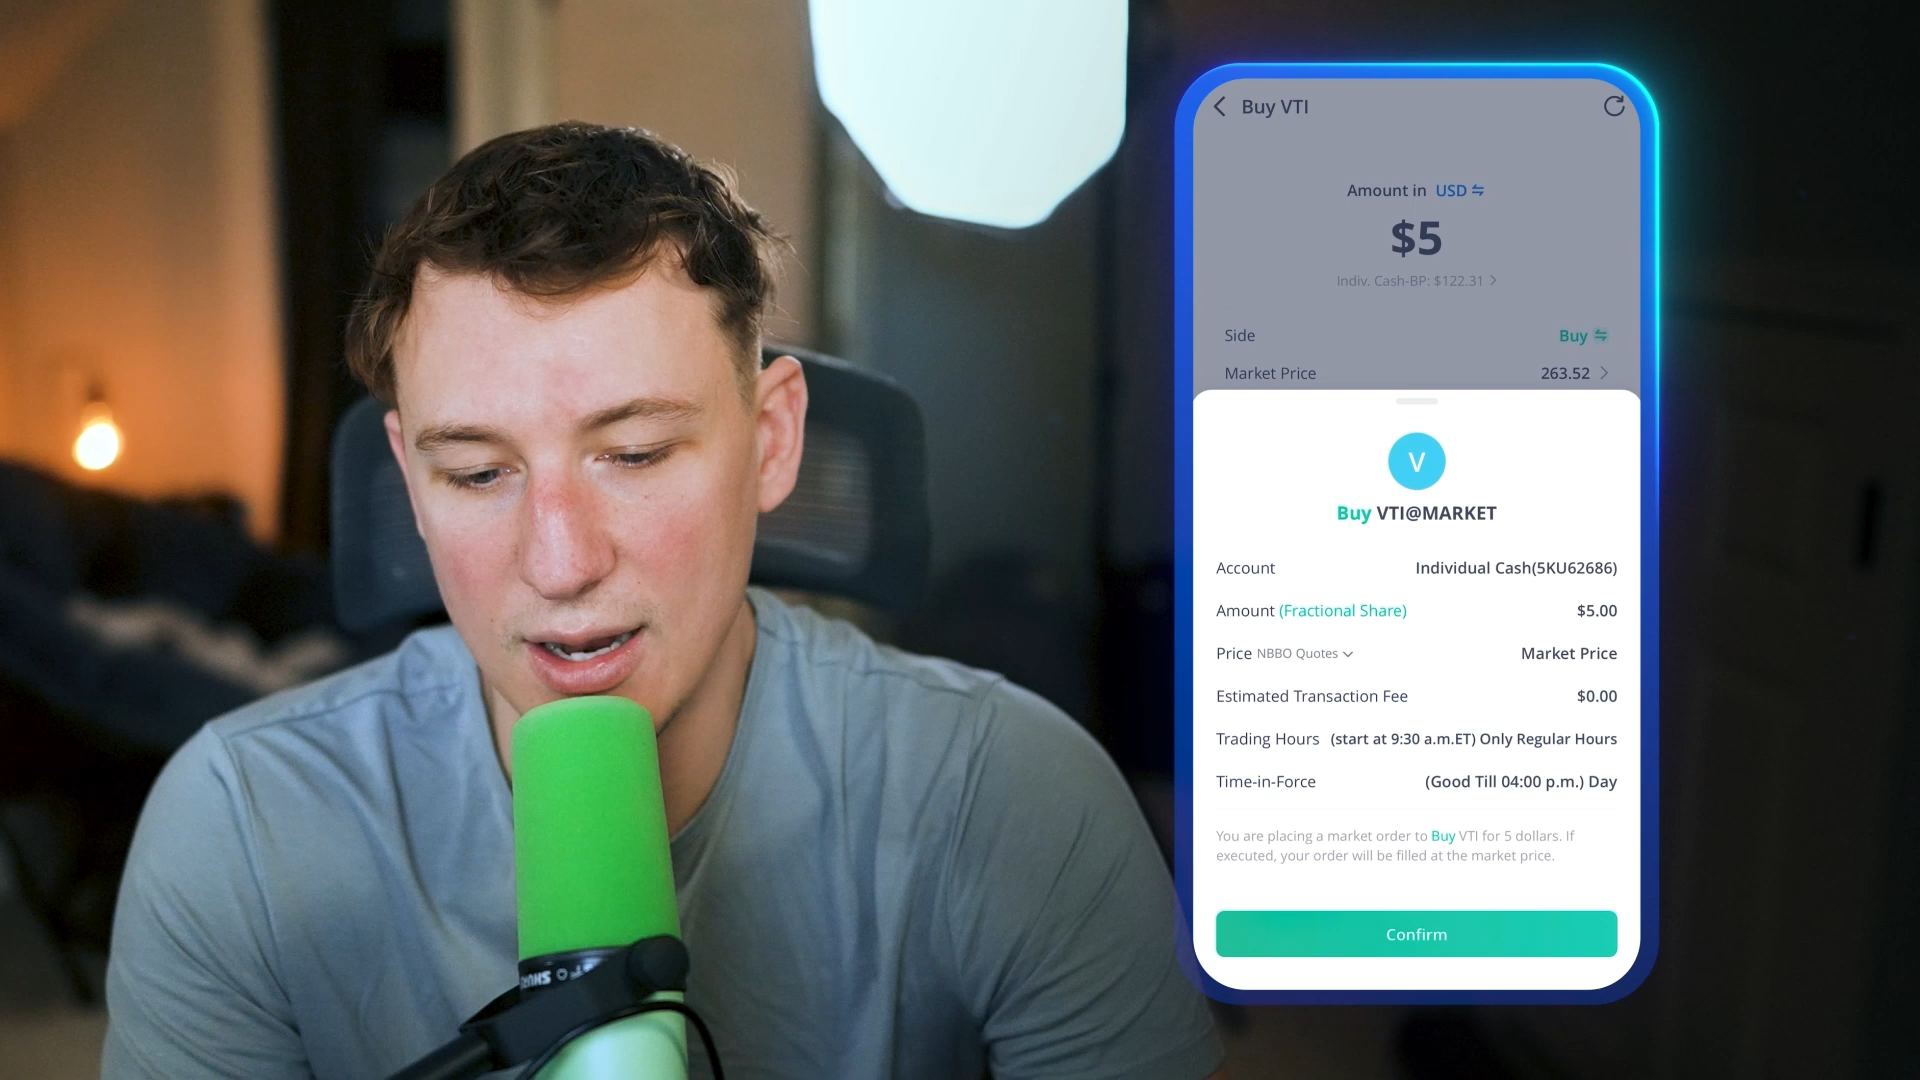 Buy VTI
Amount in USD
$5
Indiv. Cash-BP: $122.31
Side Buy
Market Price 263.52
V
Buy VTI@MARKET
Account Individual Cash(5KU62686)
Amount (Fractional Share) $5.00
Price NBBO Quotes Market Price
Estimated Transaction Fee $0.00
Trading Hours (start at 9:30 a.m.ET) Only Regular Hours
Time-in-Force (Good Till 04:00 p.m.) Day
You are placing a market order to Buy VTI for 5 dollars. If
executed, your order will be filled at the market price.
Confirm